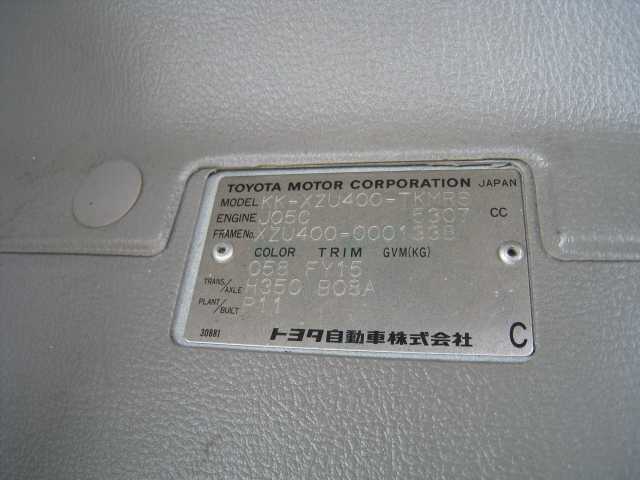 TOYOTA MOTOR CORPORATION JAPAN
MODEL KK-XZU400-TKMRS
ENGINE J05C 5307 CC
FRAME No. XZU400-0001338
COLOR TRIM GVM(KG)
058 FY15
TRANS/AXLE H350 B08A
PLANT/BUILT P11
30881 トヨタ自動車株式会社 C